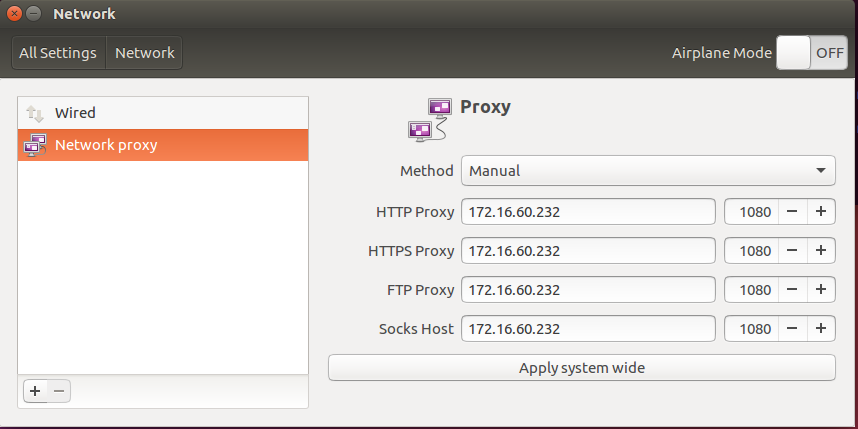 Network
All Settings Network Airplane Mode OFF
Wired
Network proxy
Proxy
Method Manual
HTTP Proxy 172.16.60.232 1080 − +
HTTPS Proxy 172.16.60.232 1080 − +
FTP Proxy 172.16.60.232 1080 − +
Socks Host 172.16.60.232 1080 − +
Apply system wide
+ −